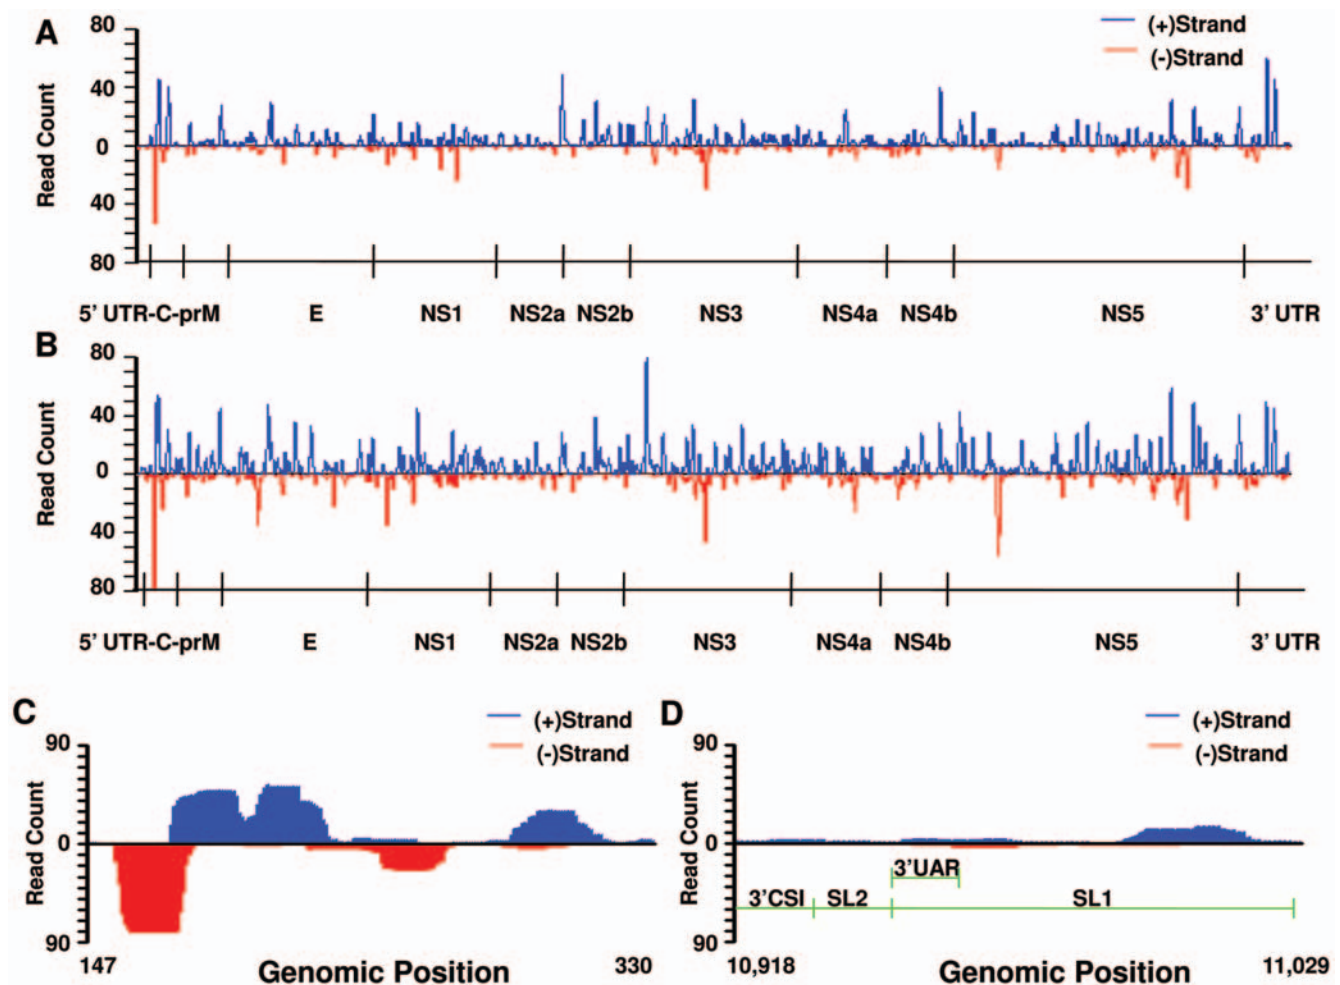 A
80
(+)Strand
(-)Strand
40
Read Count
0
40
80
5' UTR-C-prM E NS1 NS2a NS2b NS3 NS4a NS4b NS5 3' UTR
B
80
40
Read Count
0
40
80
5' UTR-C-prM E NS1 NS2a NS2b NS3 NS4a NS4b NS5 3' UTR
C
90
(+)Strand
(-)Strand
Read Count
0
90
147 Genomic Position 330
D
90
(+)Strand
(-)Strand
Read Count
0
3'UAR
3'CSI SL2 SL1
90
10,918 Genomic Position 11,029